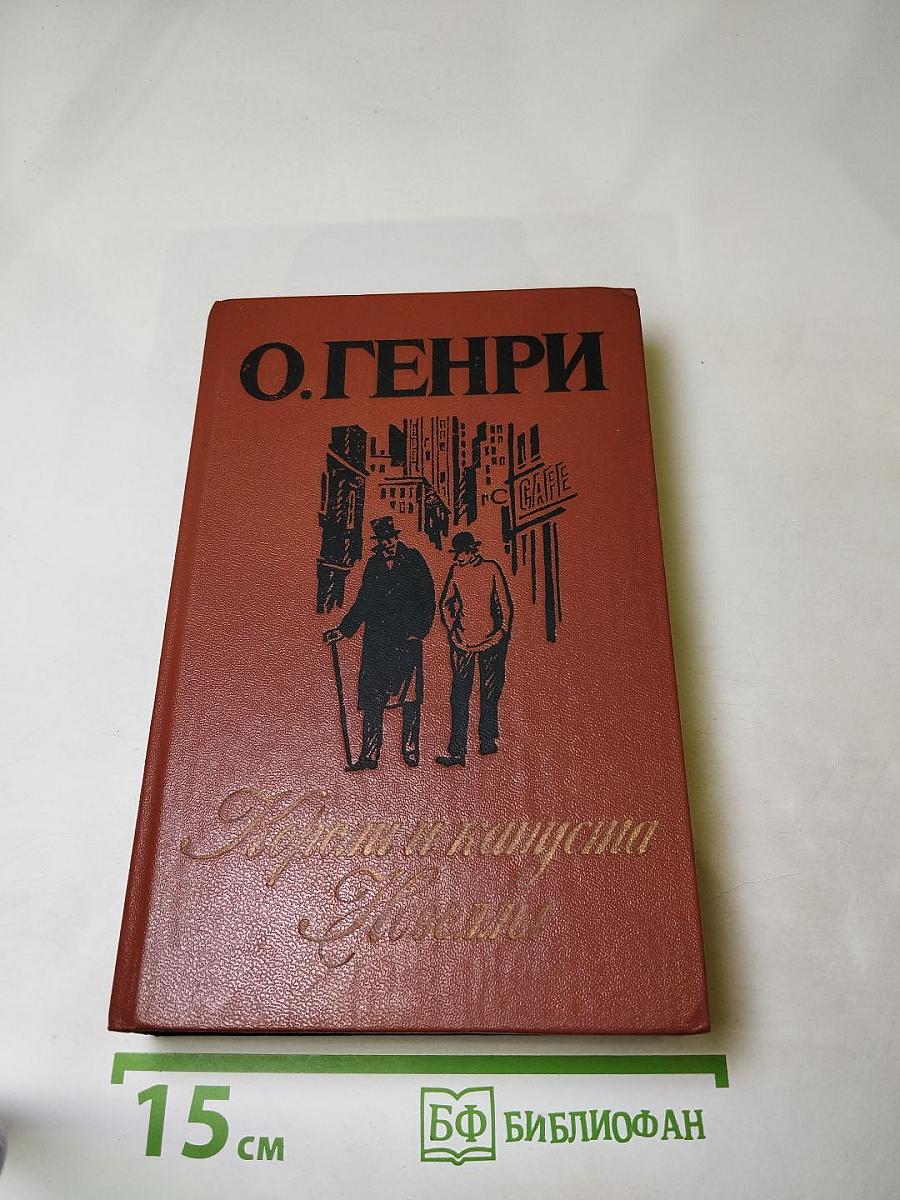 О.ГЕНРИ
CAFE
C
Короли и капуста
Новеллы
15 см
БФ БИБЛИОФАН